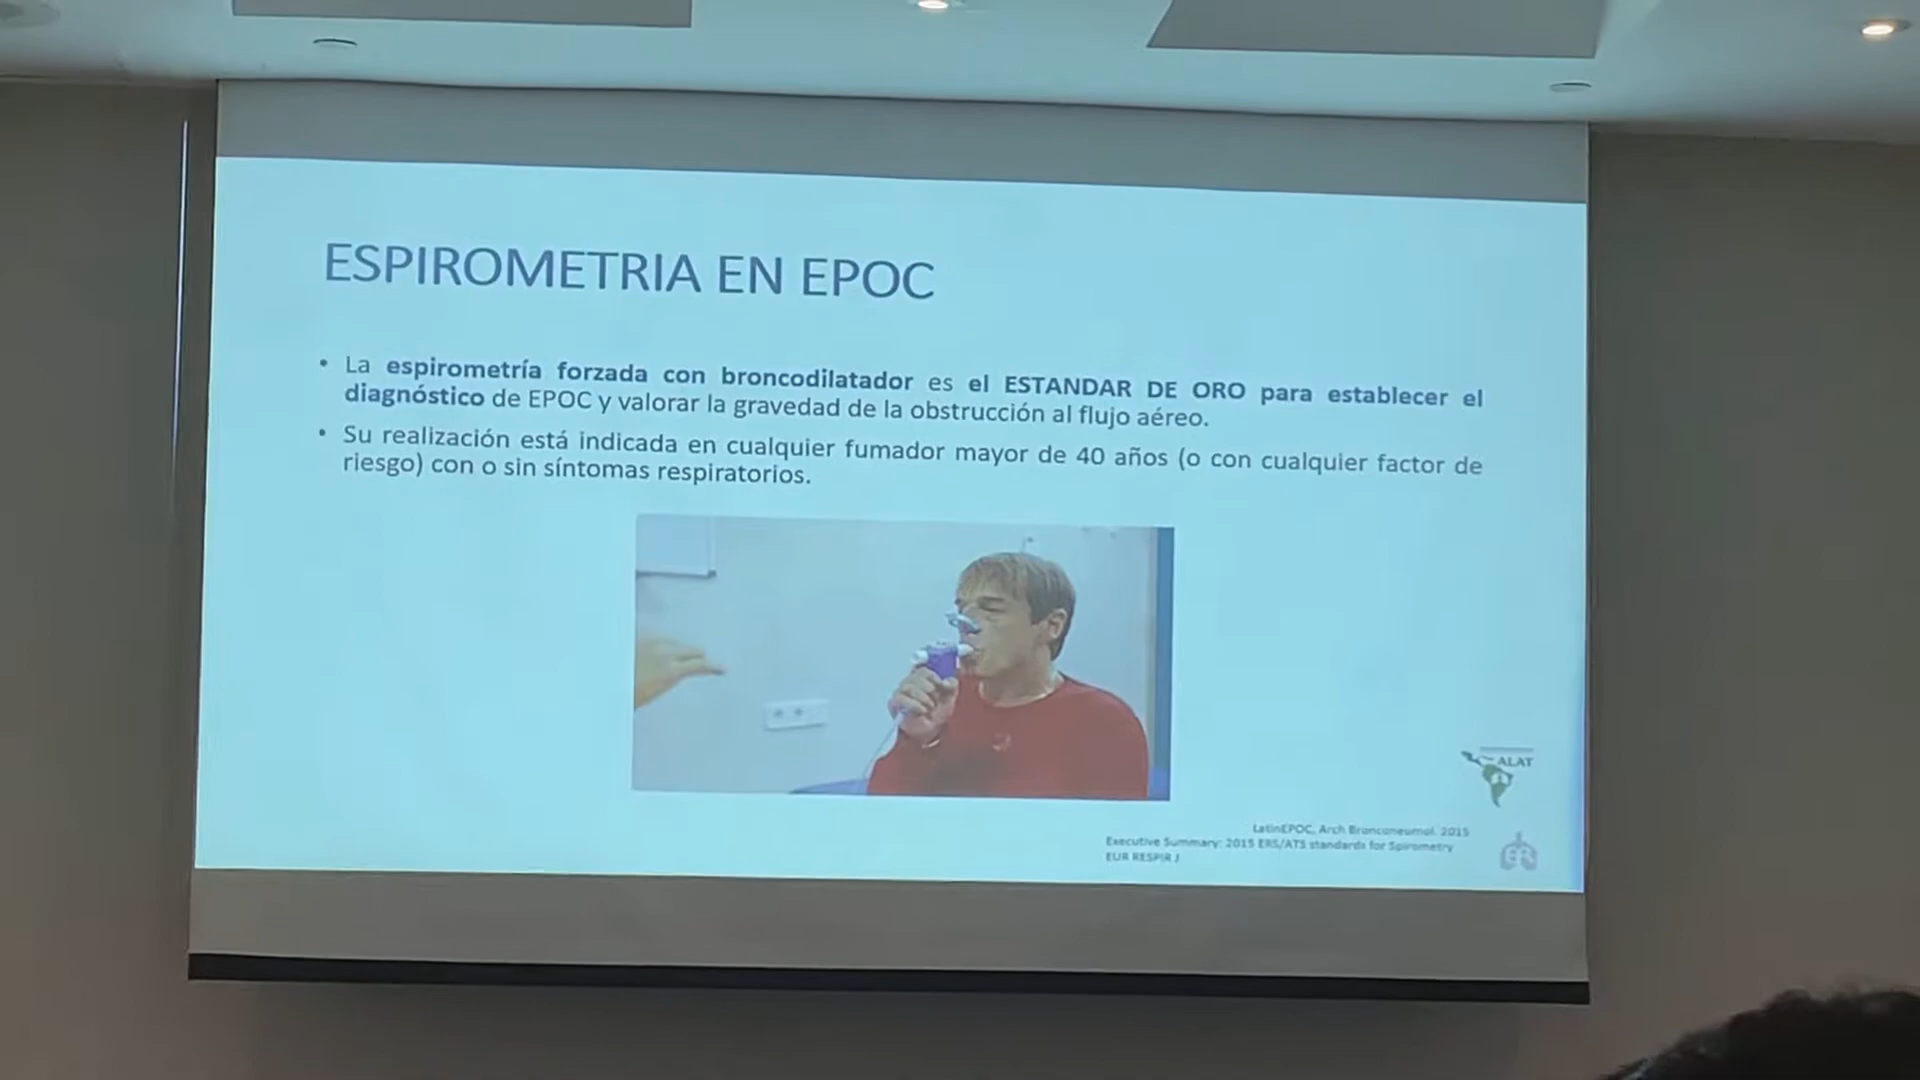 ESPIROMETRIA EN EPOC
• La espirometría forzada con broncodilatador es el ESTANDAR DE ORO para establecer el
diagnóstico de EPOC y valorar la gravedad de la obstrucción al flujo aéreo.
• Su realización está indicada en cualquier fumador mayor de 40 años (o con cualquier factor de
riesgo) con o sin síntomas respiratorios.
ALAT
LatinEPOC, Arch Bronconeumol. 2015
Executive Summary: 2015 ERS/ATS standards for Spirometry
EUR RESPIR J